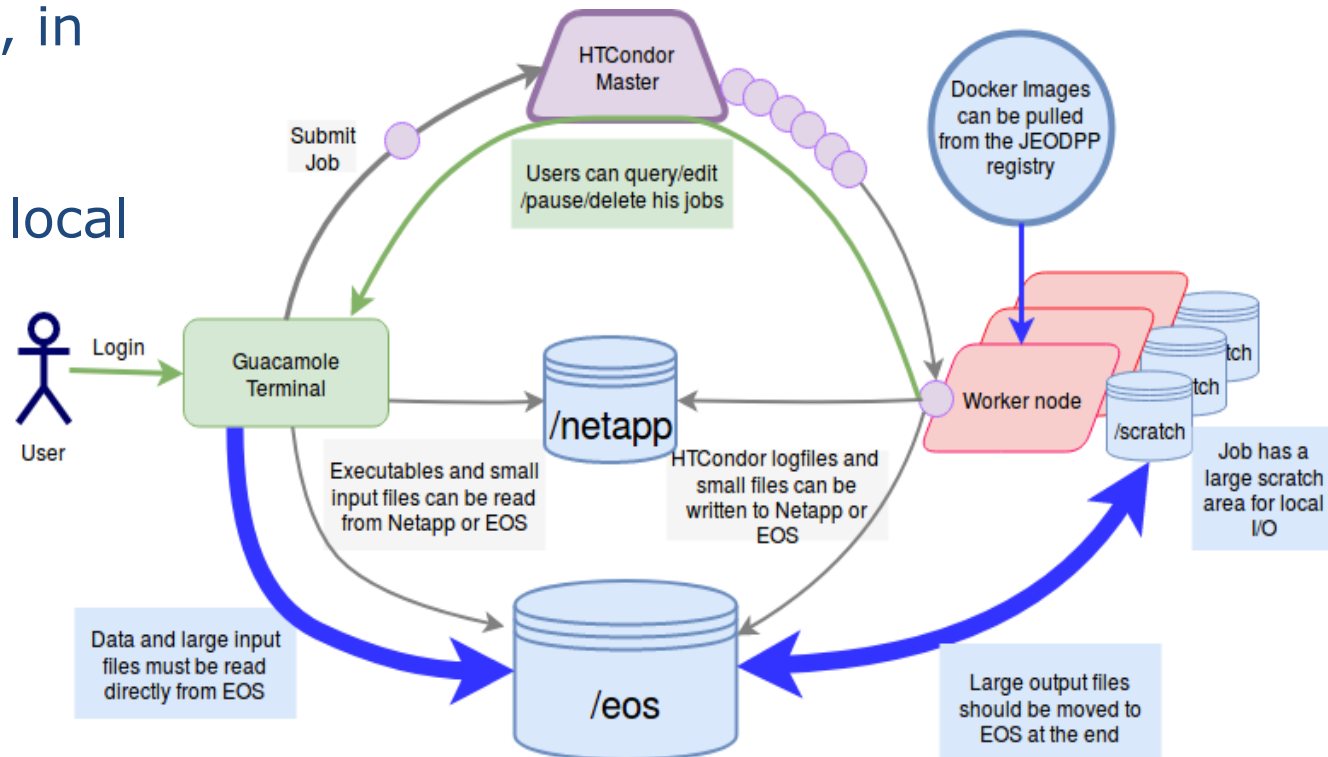 , in
local
HTCondor
Master
Submit
Job
Users can query/edit
/pause/delete his jobs
Docker Images
can be pulled
from the JEODPP
registry
Login
User
Guacamole
Terminal
/netapp
Worker node
/scratch
tch
tch
Executables and small
input files can be read
from Netapp or EOS
HTCondor logfiles and
small files can be
written to Netapp or
EOS
Job has a
large scratch
area for local
I/O
Data and large input
files must be read
directly from EOS
/eos
Large output files
should be moved to
EOS at the end